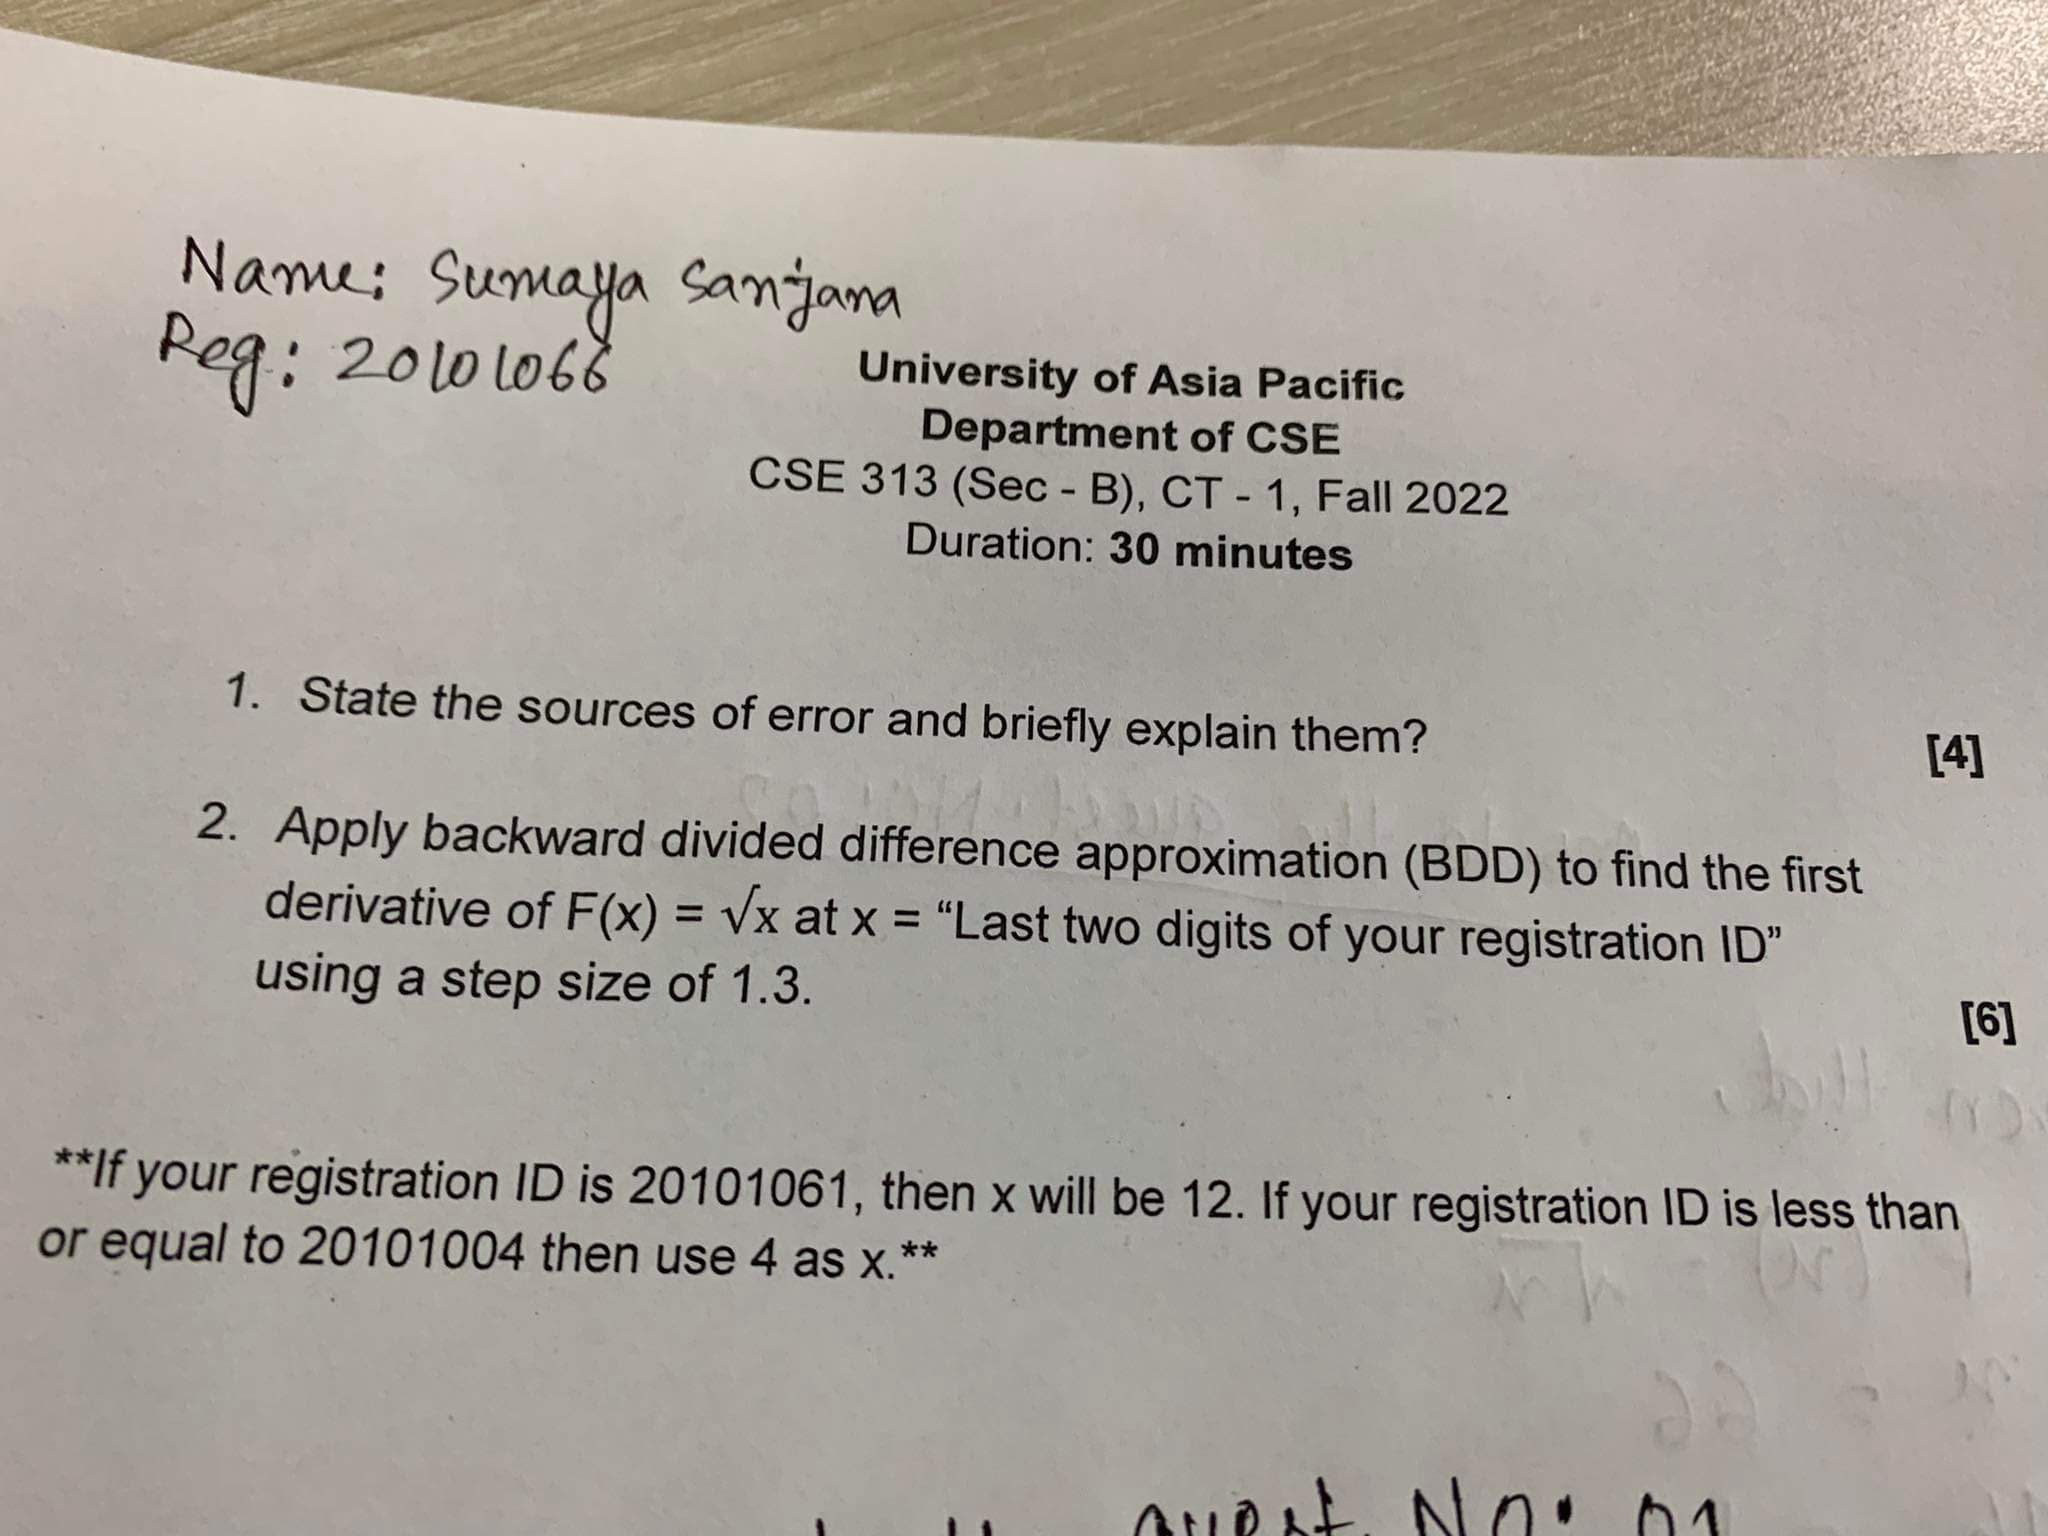 Name: Sumaya Sanjana
Reg: 20101066
University of Asia Pacific
Department of CSE
CSE 313 (Sec - B), CT - 1, Fall 2022
Duration: 30 minutes
1. State the sources of error and briefly explain them?
[4]
2. Apply backward divided difference approximation (BDD) to find the first
derivative of F(x) = √x at x = “Last two digits of your registration ID”
using a step size of 1.3.
[6]
**If your registration ID is 20101061, then x will be 12. If your registration ID is less than
or equal to 20101004 then use 4 as x.**
quest No: 01